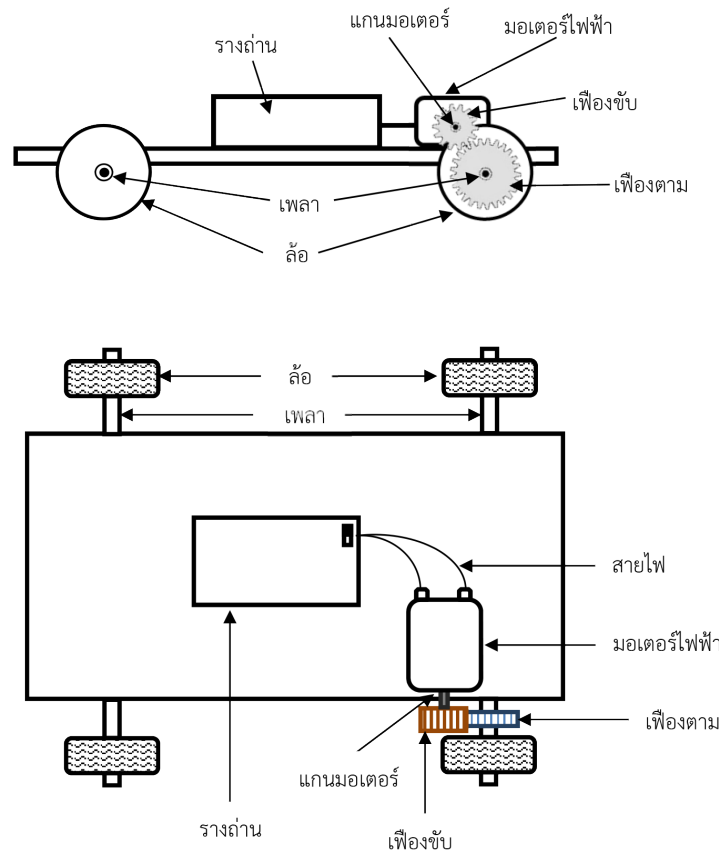 แกนมอเตอร์
มอเตอร์ไฟฟ้า
รางถ่าน
เฟืองขับ
เฟืองตาม
เพลา
ล้อ
ล้อ
เพลา
สายไฟ
มอเตอร์ไฟฟ้า
เฟืองตาม
แกนมอเตอร์
รางถ่าน
เฟืองขับ